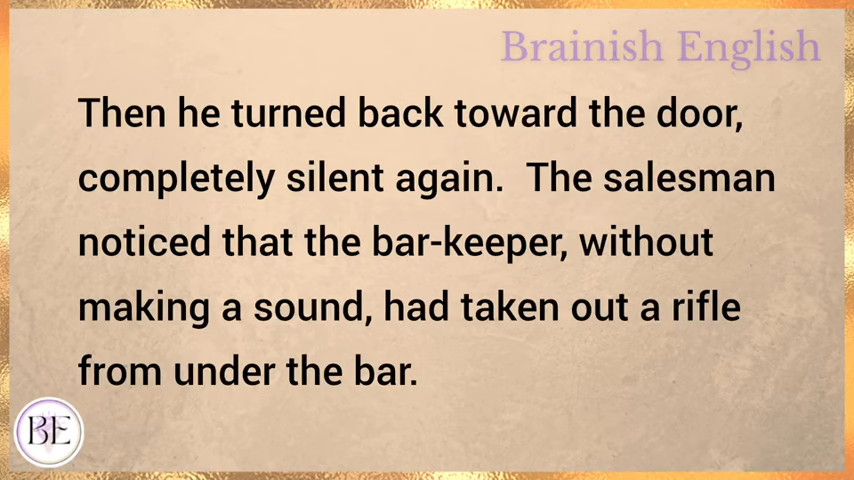 Brainish English
Then he turned back toward the door,
completely silent again.  The salesman
noticed that the bar-keeper, without
making a sound, had taken out a rifle
from under the bar.
BE